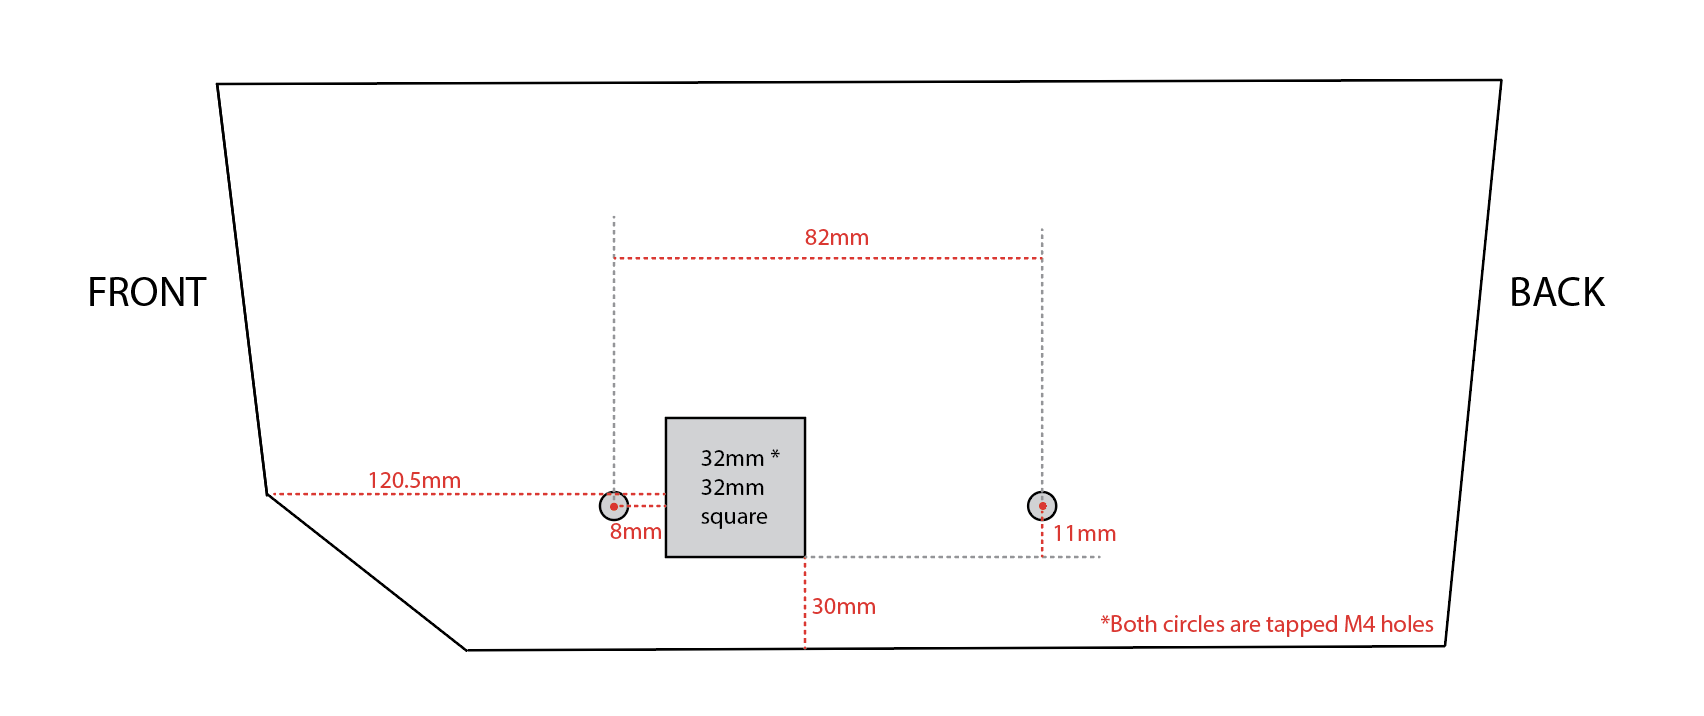 82mm
FRONT
BACK
32mm *
32mm
square
120.5mm
8mm
11mm
30mm
*Both circles are tapped M4 holes